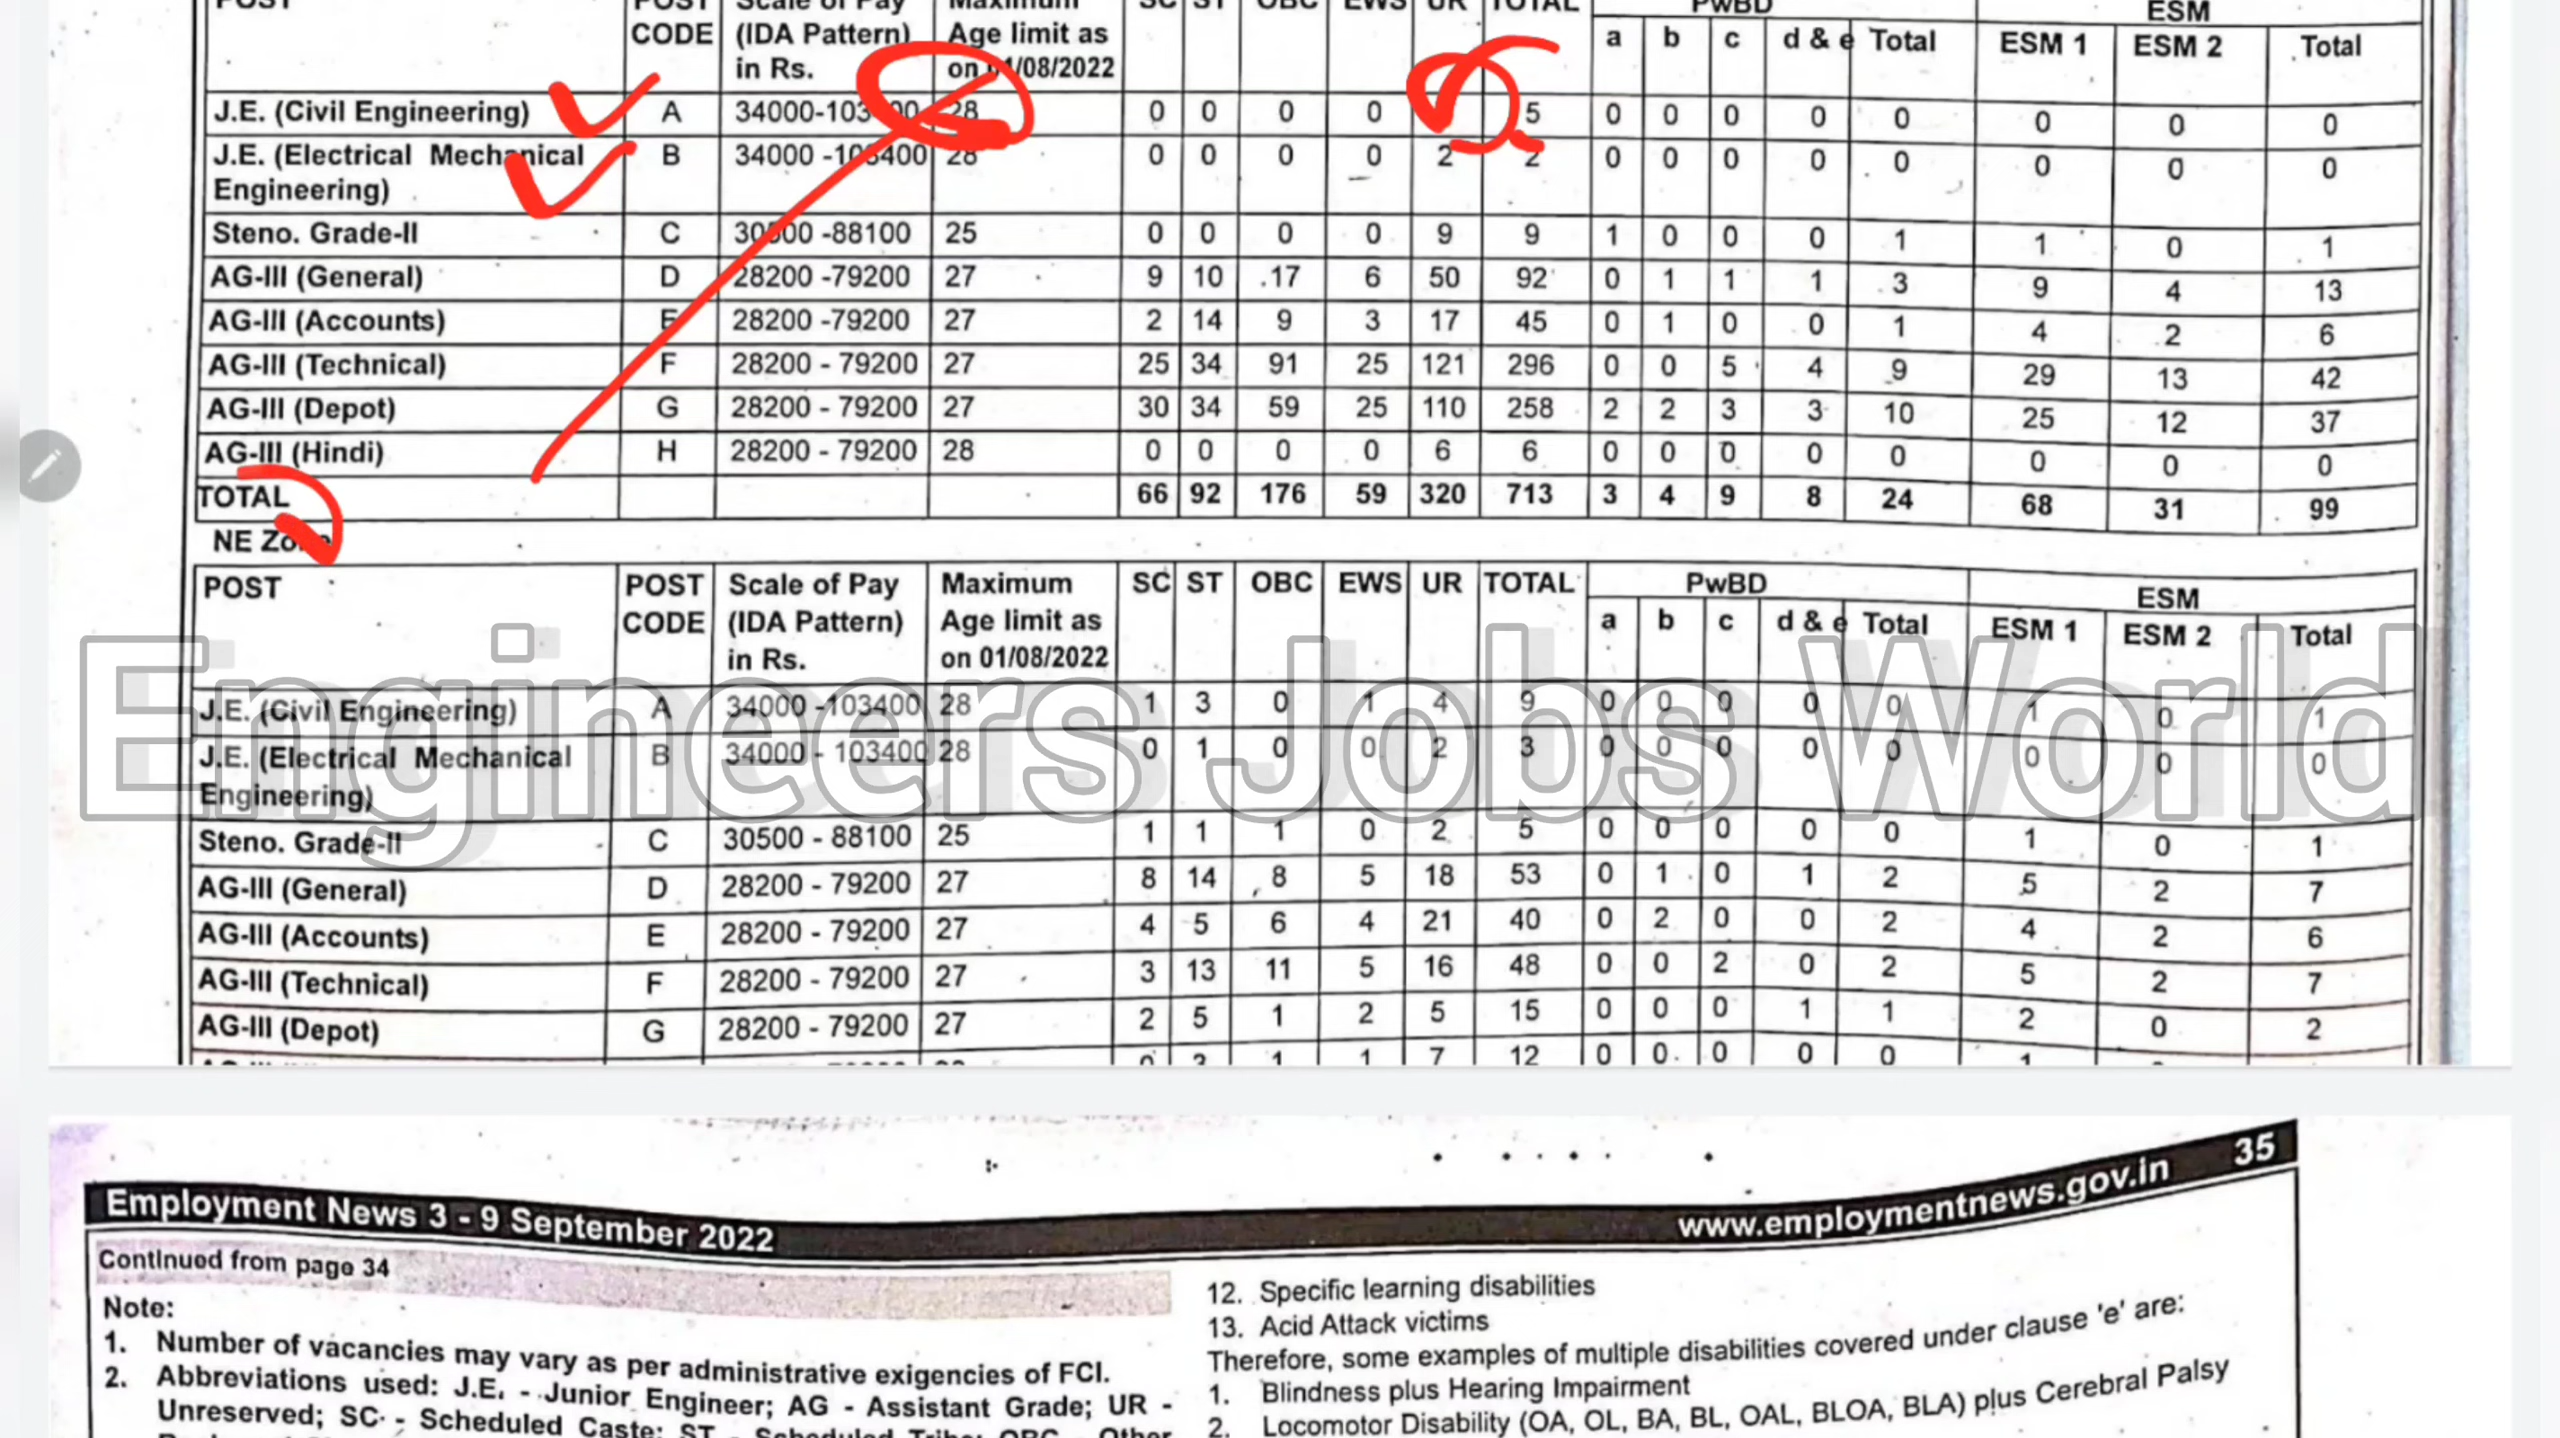 POST CODE Scale of Pay (IDA Pattern) in Rs. Maximum Age limit as on 01/08/2022 SC ST OBC EWS UR TOTAL PwBD a b c d & e Total ESM ESM 1 ESM 2 Total
J.E. (Civil Engineering) A 34000-103 00 28 0 0 0 0 5 0 0 0 0 0 0 0 0
J.E. (Electrical Mechanical Engineering) B 34000 -103400 28 0 0 0 0 2 2 0 0 0 0 0 0 0 0
Steno. Grade-II C 30500 -88100 25 0 0 0 0 9 9 1 0 0 0 1 1 0 1
AG-III (General) D 28200 -79200 27 9 10 17 6 50 92 0 1 1 1 3 9 4 13
AG-III (Accounts) E 28200 -79200 27 2 14 9 3 17 45 0 1 0 0 1 4 2 6
AG-III (Technical) F 28200 - 79200 27 25 34 91 25 121 296 0 0 5 4 9 29 13 42
AG-III (Depot) G 28200 - 79200 27 30 34 59 25 110 258 2 2 3 3 10 25 12 37
AG-III (Hindi) H 28200 - 79200 28 0 0 0 0 6 6 0 0 0 0 0 0 0 0
TOTAL 66 92 176 59 320 713 3 4 9 8 24 68 31 99
NE Zone
POST POST CODE Scale of Pay (IDA Pattern) in Rs. Maximum Age limit as on 01/08/2022 SC ST OBC EWS UR TOTAL PwBD a b c d & e Total ESM ESM 1 ESM 2 Total
Engineers Jobs World
J.E. (Civil Engineering) A 34000 -103400 28 1 3 0 1 4 9 0 0 0 0 0 1 0 1
J.E. (Electrical Mechanical Engineering) B 34000 - 103400 28 0 1 0 0 2 3 0 0 0 0 0 0 0 0
Steno. Grade-II C 30500 - 88100 25 1 1 1 0 2 5 0 0 0 0 0 1 0 1
AG-III (General) D 28200 - 79200 27 8 14 8 5 18 53 0 1 0 1 2 5 2 7
AG-III (Accounts) E 28200 - 79200 27 4 5 6 4 21 40 0 2 0 0 2 4 2 6
AG-III (Technical) F 28200 - 79200 27 3 13 11 5 16 48 0 0 2 0 2 5 2 7
AG-III (Depot) G 28200 - 79200 27 2 5 1 2 5 15 0 0 0 1 1 2 0 2
0 3 1 1 7 12 0 0 0 0 0 1
Employment News 3 - 9 September 2022 www.employmentnews.gov.in 35
Continued from page 34
Note:
1. Number of vacancies may vary as per administrative exigencies of FCI.
2. Abbreviations used: J.E. - Junior Engineer; AG - Assistant Grade; UR -
Unreserved; SC - Scheduled Caste; ST - Scheduled Tribe; OBC - Other
12. Specific learning disabilities
13. Acid Attack victims
Therefore, some examples of multiple disabilities covered under clause 'e' are:
1. Blindness plus Hearing Impairment
2. Locomotor Disability (OA, OL, BA, BL, OAL, BLOA, BLA) plus Cerebral Palsy